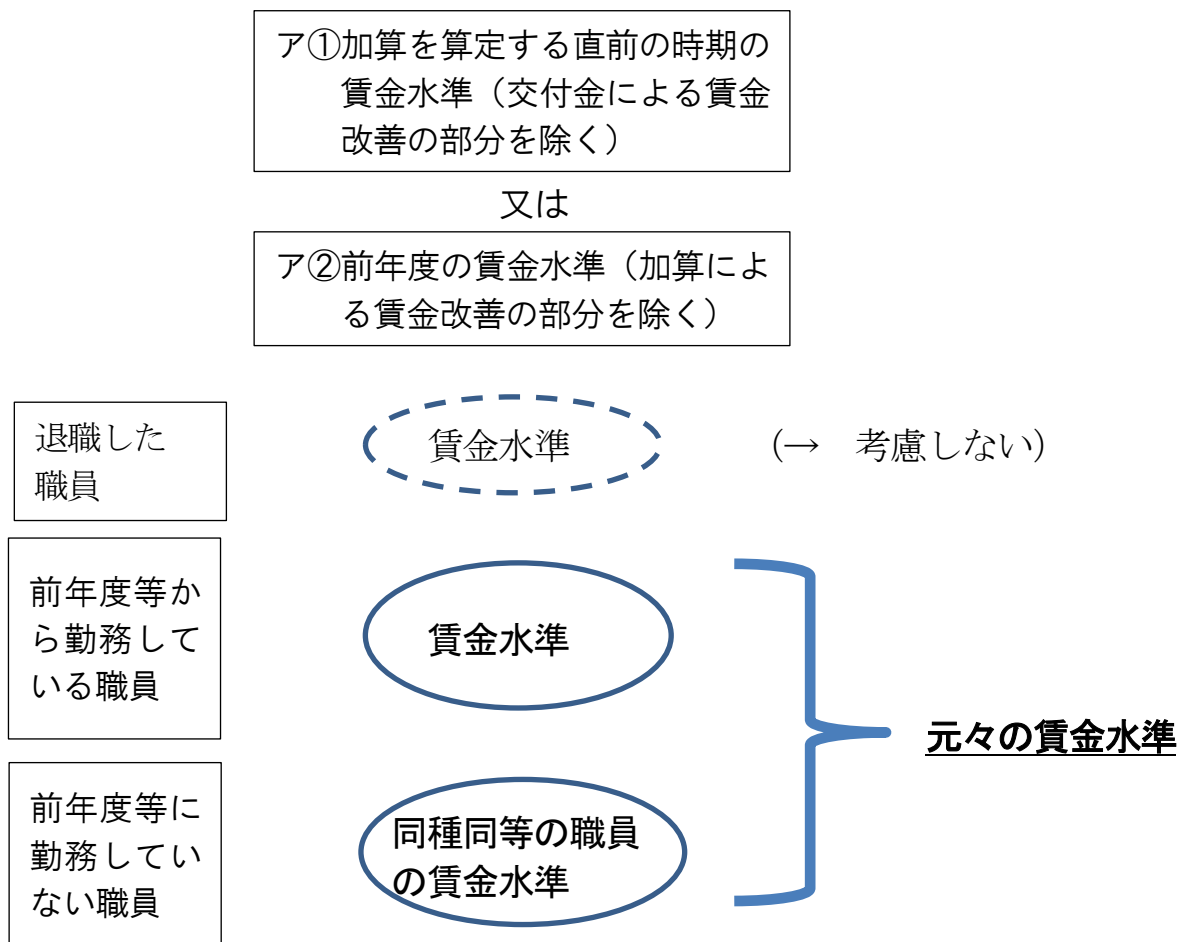 ア①加算を算定する直前の時期の
賃金水準（交付金による賃金
改善の部分を除く）
又は
ア②前年度の賃金水準（加算によ
る賃金改善の部分を除く）
退職した
職員
賃金水準
（→　考慮しない）
前年度等か
ら勤務して
いる職員
賃金水準
元々の賃金水準
前年度等に
勤務してい
ない職員
同種同等の職員
の賃金水準